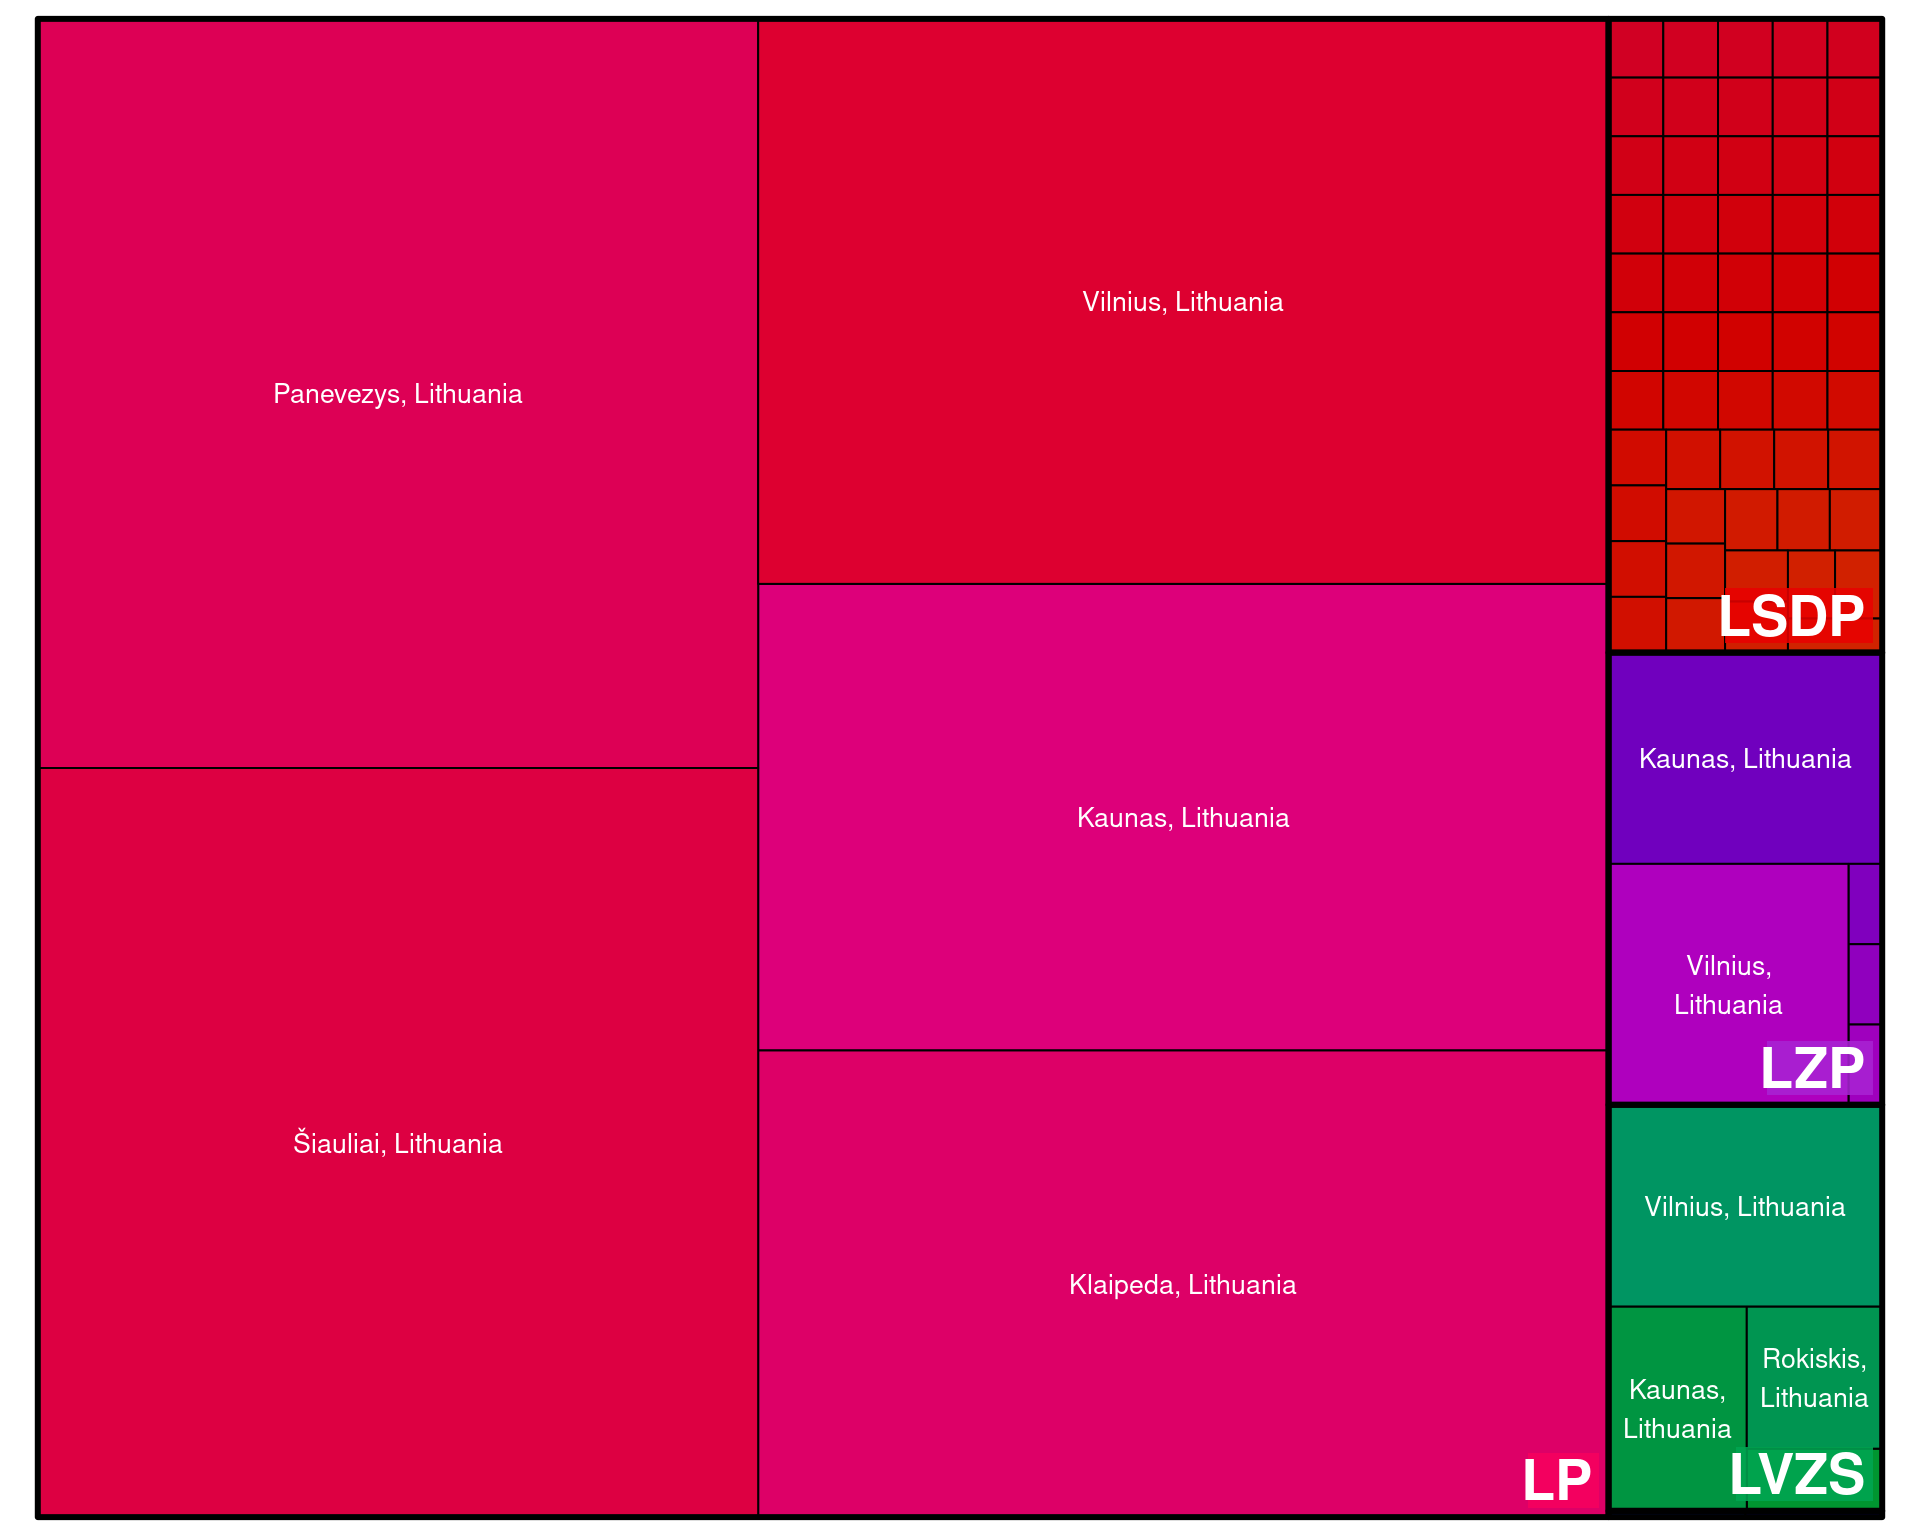 Panevezys, Lithuania
Šiauliai, Lithuania
Vilnius, Lithuania
Kaunas, Lithuania
Klaipeda, Lithuania
LP
LSDP
Kaunas, Lithuania
Vilnius,
Lithuania
LZP
Vilnius, Lithuania
Kaunas,
Lithuania
Rokiskis,
Lithuania
LVZS